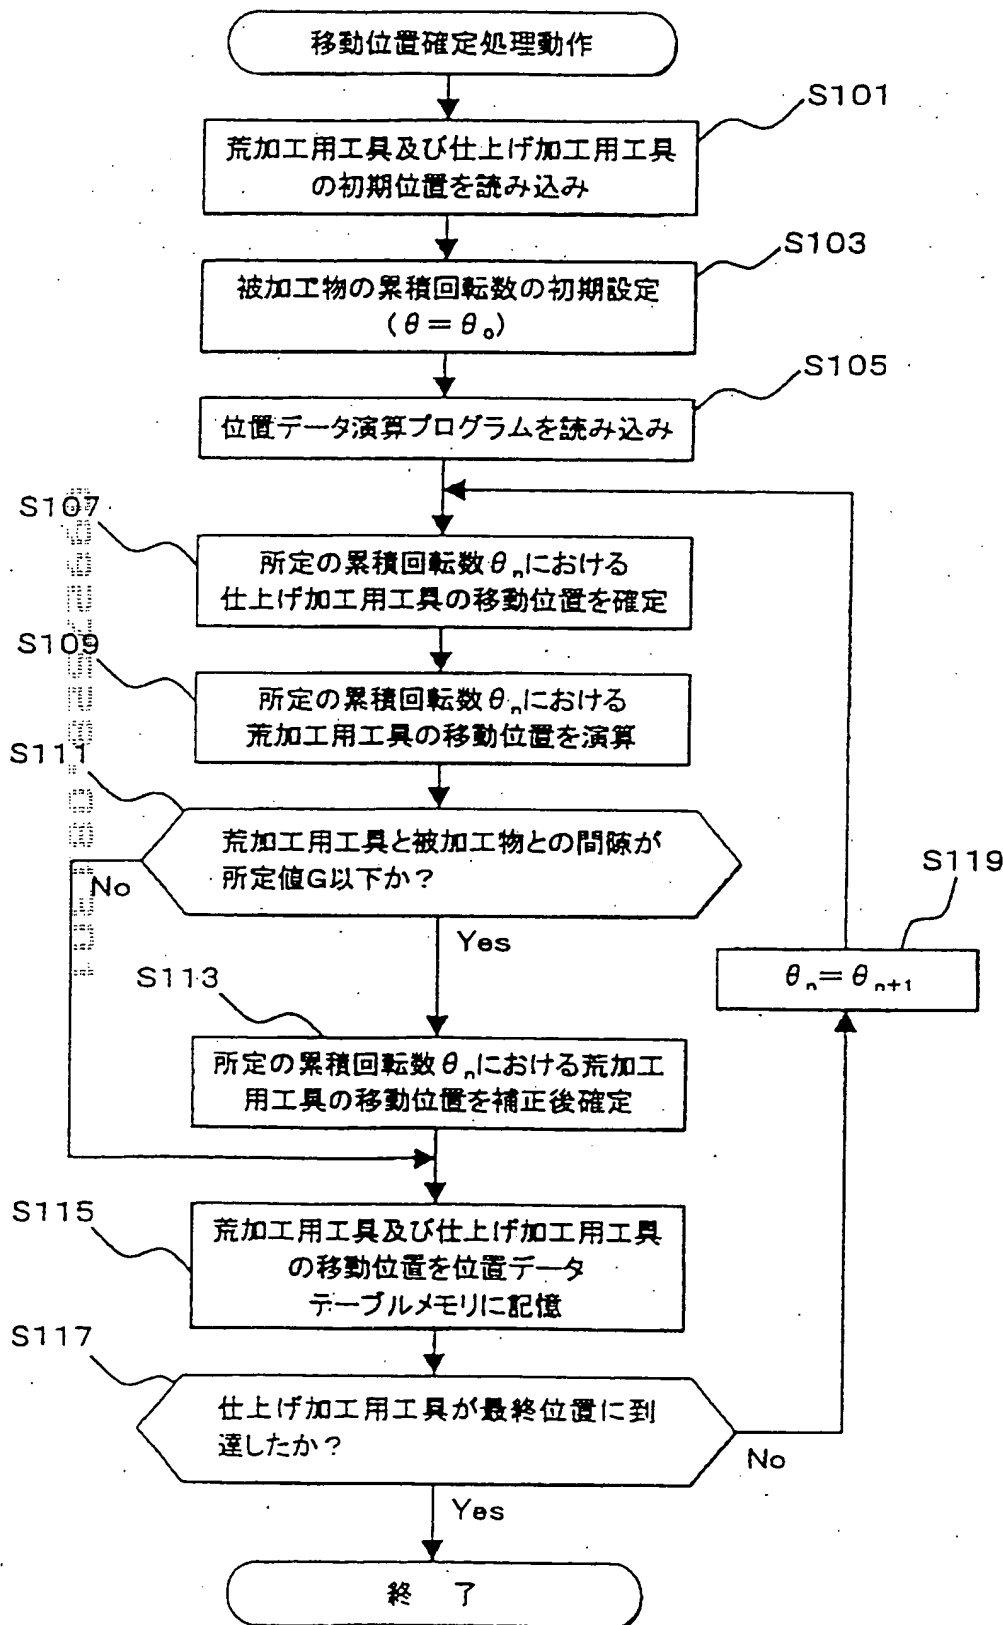 移動位置確定処理動作
S101
荒加工用工具及び仕上げ加工用工具
の初期位置を読み込み
S103
被加工物の累積回転数の初期設定
(θ=θ₀)
S105
位置データ演算プログラムを読み込み
S107
所定の累積回転数θₙにおける
仕上げ加工用工具の移動位置を確定
S109
所定の累積回転数θₙにおける
荒加工用工具の移動位置を演算
S111
荒加工用工具と被加工物との間隙が
所定値G以下か?
No
Yes
S119
θₙ=θₙ₊₁
S113
所定の累積回転数θₙにおける荒加工
用工具の移動位置を補正後確定
S115
荒加工用工具及び仕上げ加工用工具
の移動位置を位置データ
テーブルメモリに記憶
S117
仕上げ加工用工具が最終位置に到
達したか?
No
Yes
終 了